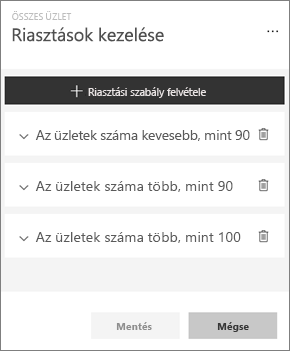 ÖSSZES ÜZLET
Riasztások kezelése
Riasztási szabály felvétele
Az üzletek száma kevesebb, mint 90
Az üzletek száma több, mint 90
Az üzletek száma több, mint 100
Mentés
Mégse